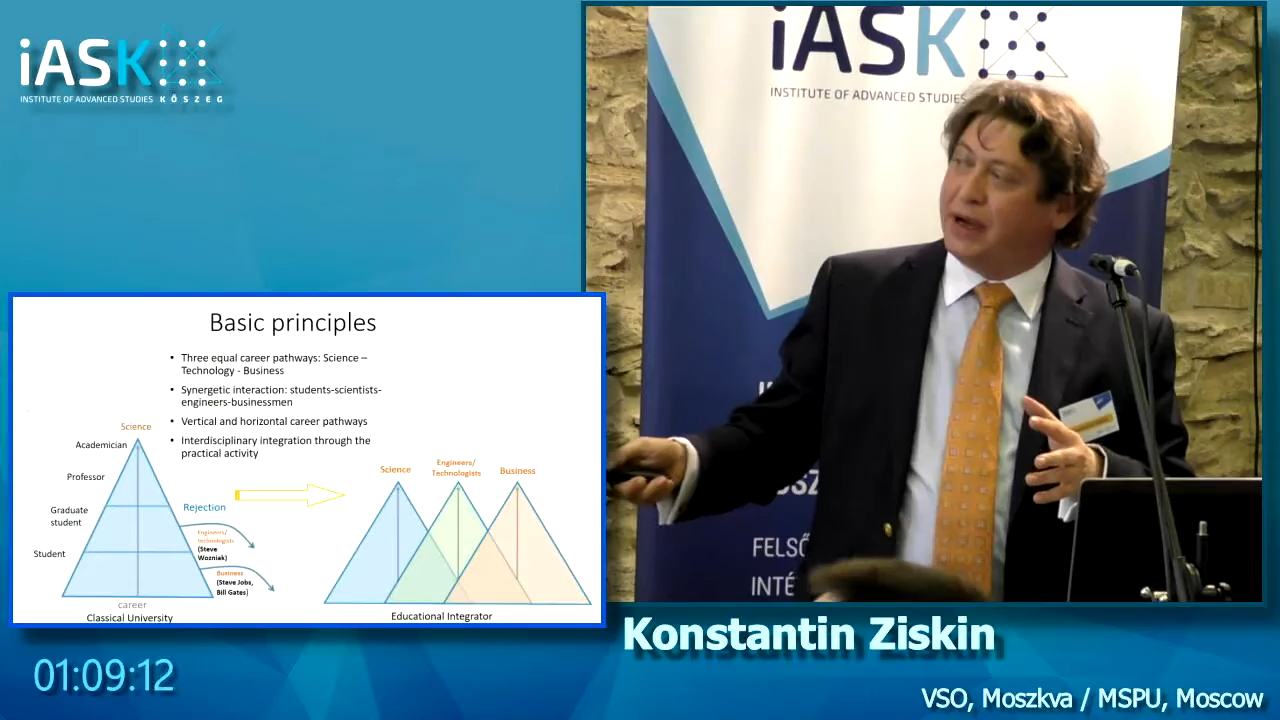 iASK
INSTITUTE OF ADVANCED STUDIES KŐSZEG
iASK
INSTITUTE OF ADVANCED STUDIES
FELSŐ
INTÉ
Basic principles
• Three equal career pathways: Science –
Technology - Business
• Synergetic interaction: students-scientists-
engineers-businessmen
• Vertical and horizontal career pathways
• Interdisciplinary integration through the
practical activity
Science
Academician
Professor
Graduate
student
Student
Rejection
Engineers/
technologists
(Steve
Wozniak)
Business
(Steve Jobs,
Bill Gates)
career
Classical University
Science
Engineers/
Technologists
Business
Educational Integrator
Konstantin Ziskin
01:09:12
VSO, Moszkva / MSPU, Moscow